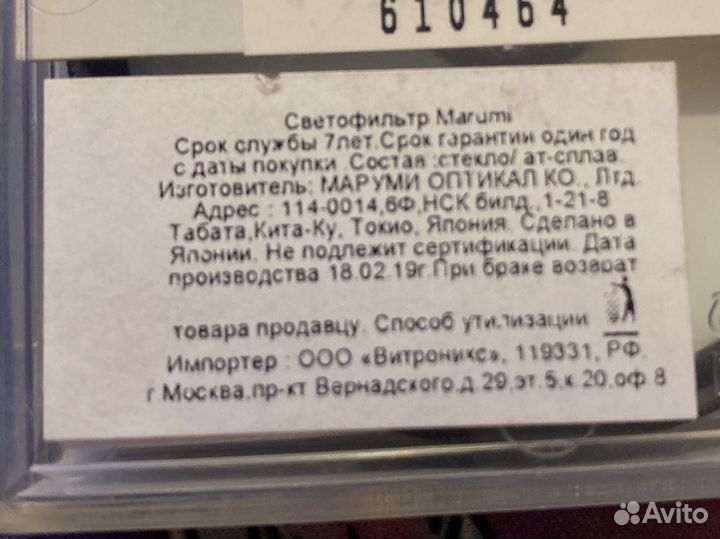 610464
Светофильтр Marumi
Срок службы 7лет.Срок гарантии один год
с даты покупки .Состав :стекло/ ат-сплав.
Изготовитель: МАРУМИ ОПТИКАЛ КО., Лтд.
Адрес : 114-0014,6Ф,НСК билд.,1-21-8
Табата,Кита-Ку, Токио, Япония. Сделано в
Японии. Не подлежит сертификации. Дата
производства 18.02.19г.При браке возврат
товара продавцу. Способ утилизации
Импортер : ООО «Витроникс», 119331, РФ,
г.Москва,пр-кт Вернадского,д.29,эт.5,к.20,оф.8
Avito